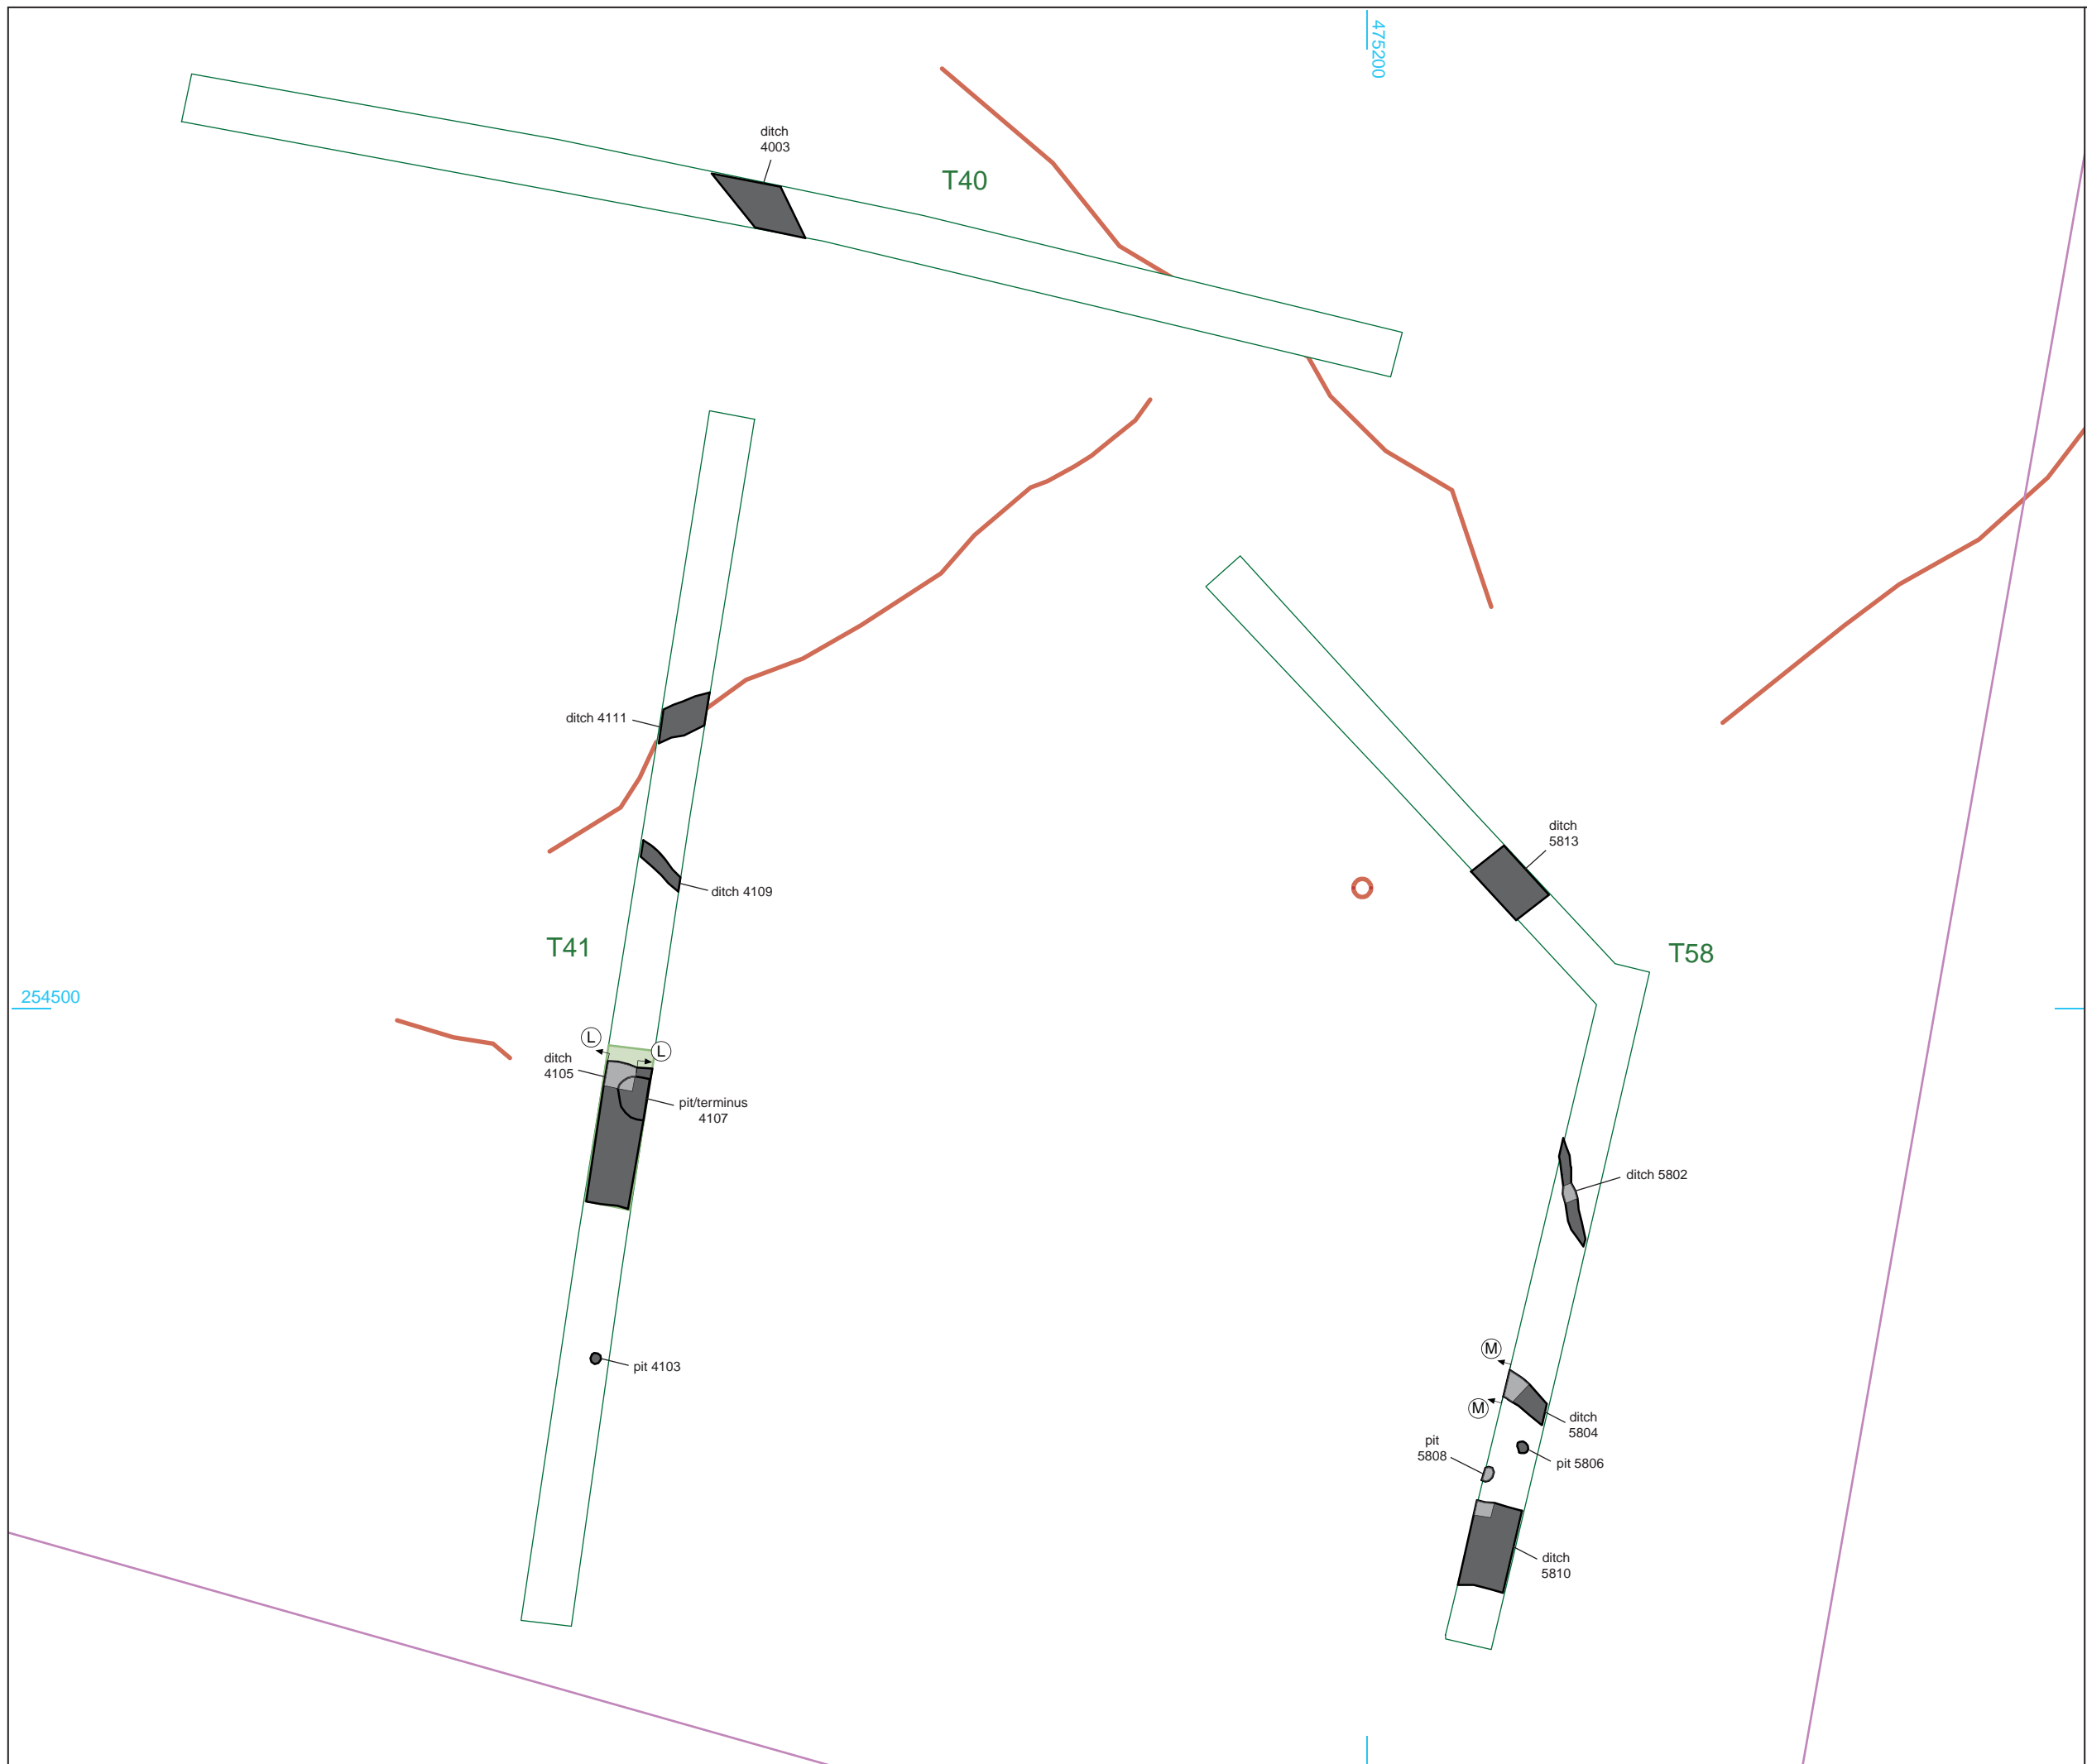 475200
ditch
4003
T40
ditch 4111
ditch
5813
ditch 4109
T41
T58
254500
L
L
ditch
4105
pit/terminus
4107
ditch 5802
M
pit 4103
M
ditch
5804
pit
5808
pit 5806
ditch
5810